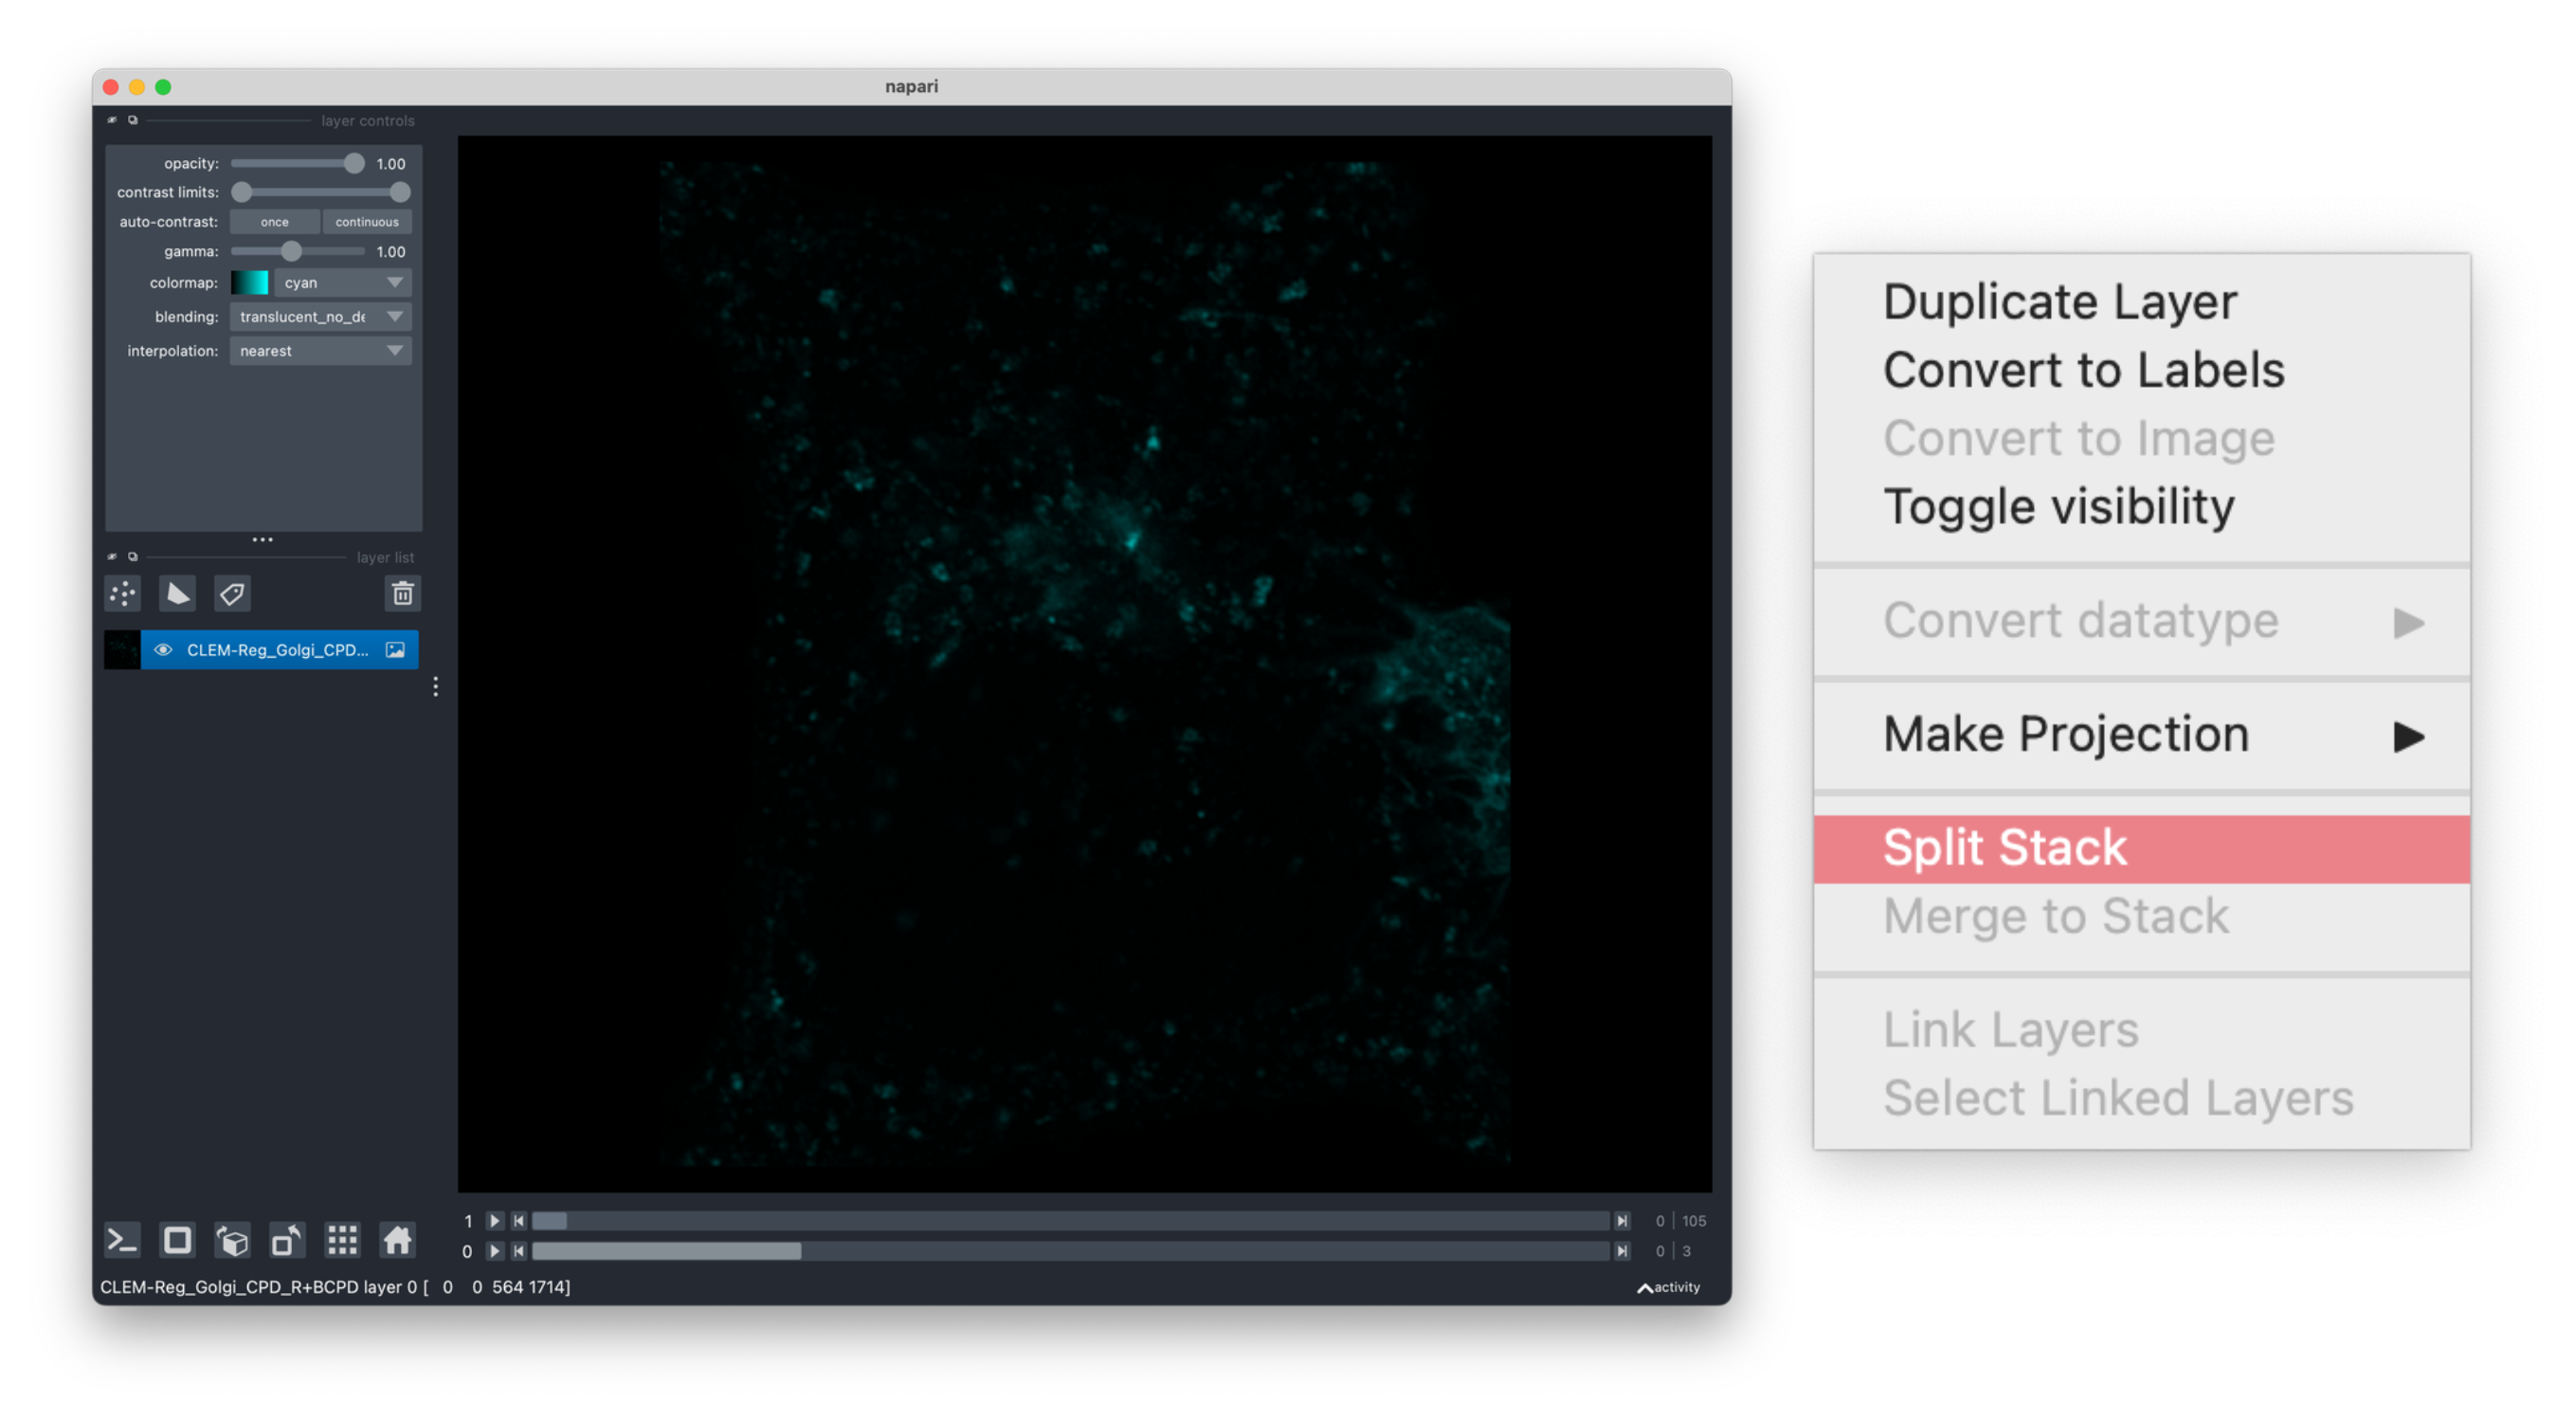 napari
layer controls
opacity: 1.00
contrast limits:
auto-contrast: once continuous
gamma: 1.00
colormap: cyan
blending: translucent_no_de
interpolation: nearest
layer list
CLEM-Reg_Golgi_CPD...
1 0 | 105
0 0 | 3
CLEM-Reg_Golgi_CPD_R+BCPD layer 0 [ 0 0 564 1714]
activity
Duplicate Layer
Convert to Labels
Convert to Image
Toggle visibility
Convert datatype
Make Projection
Split Stack
Merge to Stack
Link Layers
Select Linked Layers